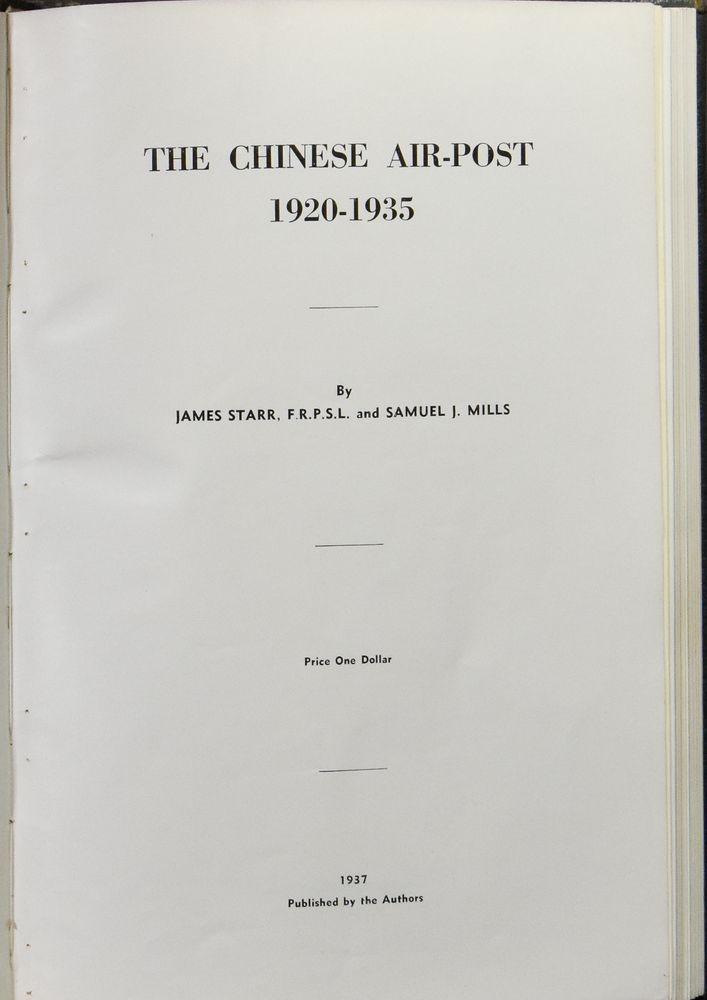 THE CHINESE AIR-POST
1920-1935
By
JAMES STARR, F.R.P.S.L. and SAMUEL J. MILLS
Price One Dollar
1937
Published by the Authors